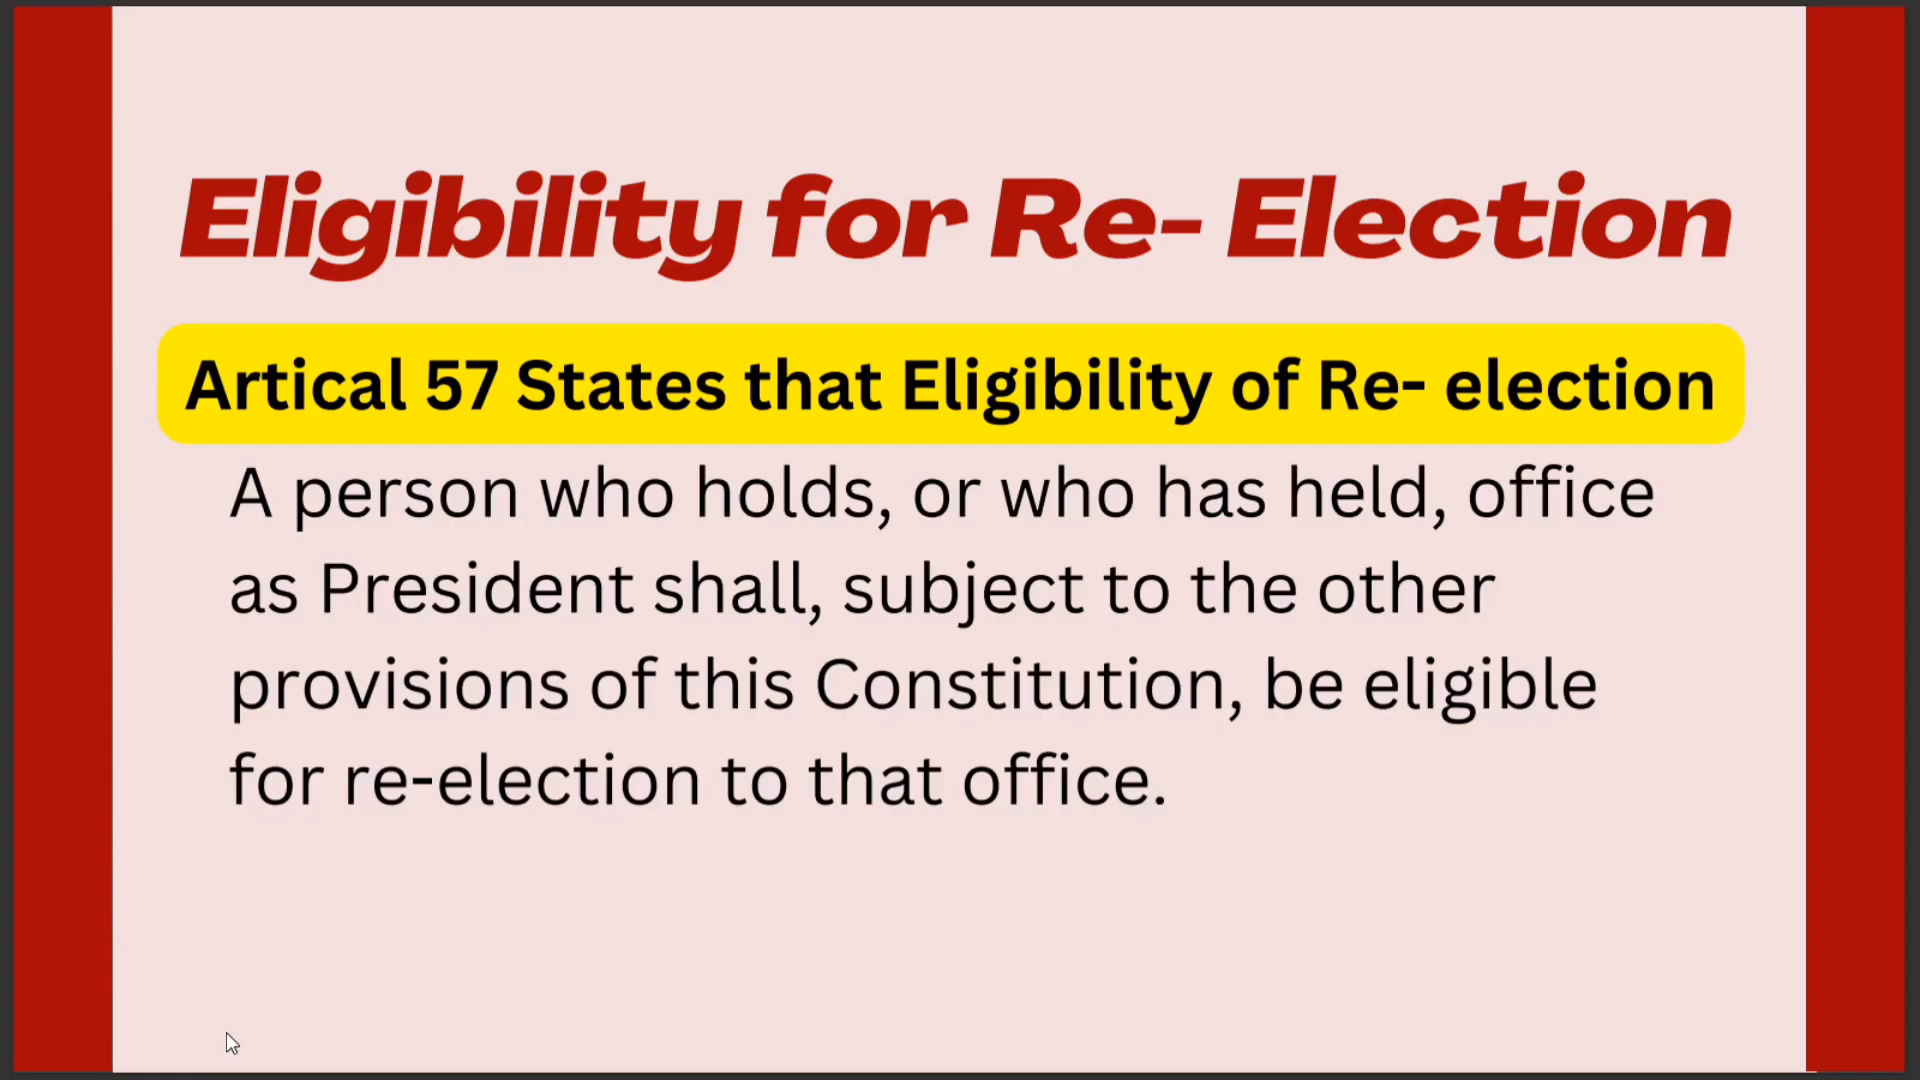 Eligibility for Re- Election
Artical 57 States that Eligibility of Re- election
A person who holds, or who has held, office
as President shall, subject to the other
provisions of this Constitution, be eligible
for re-election to that office.